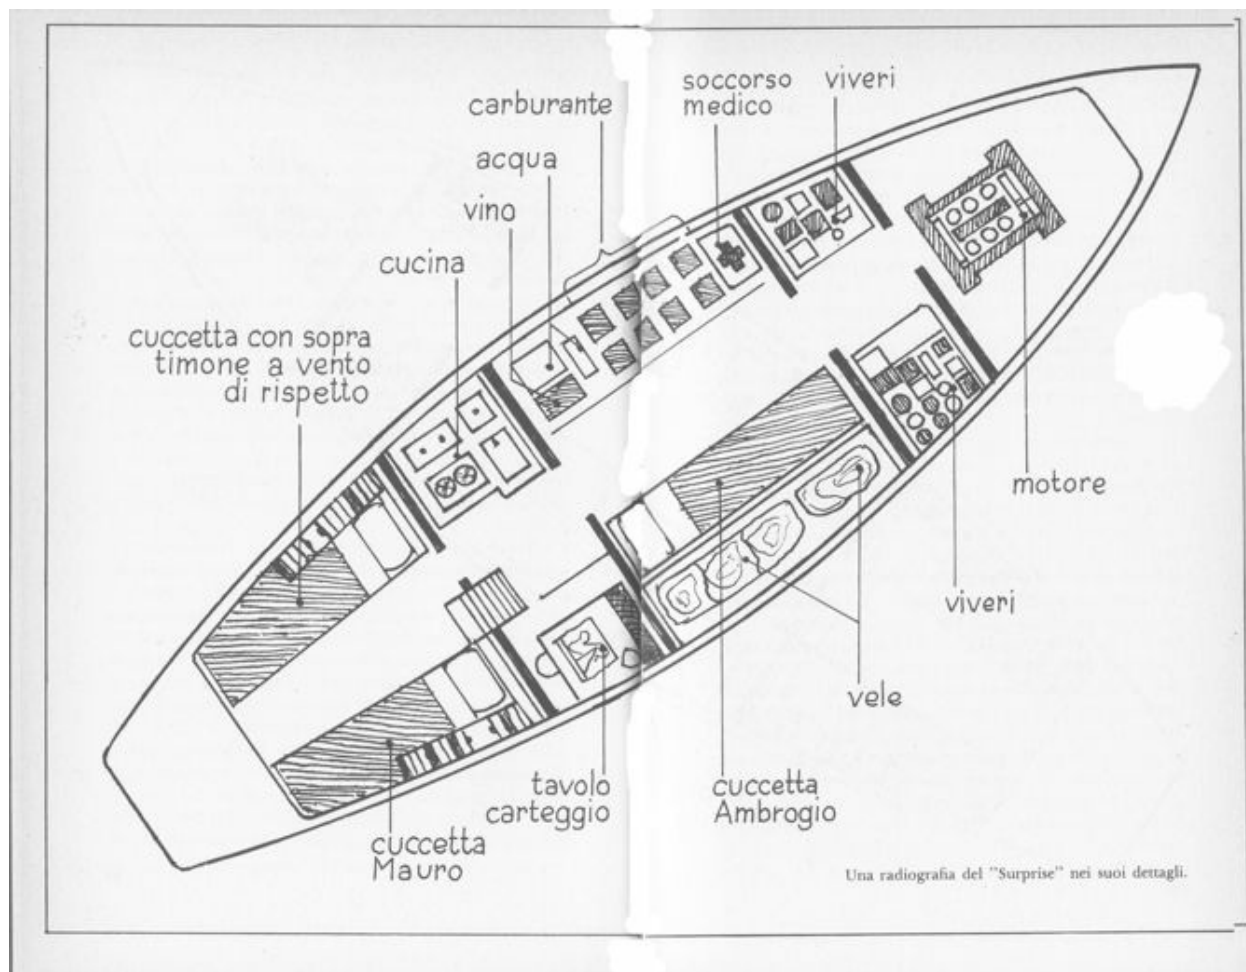 carburante
soccorso
medico
viveri
acqua
vino
cucina
cuccetta con sopra
timone a vento
di rispetto
motore
viveri
vele
tavolo
carteggio
cuccetta
Ambrogio
cuccetta
Mauro
Una radiografia del "Surprise" nei suoi dettagli.